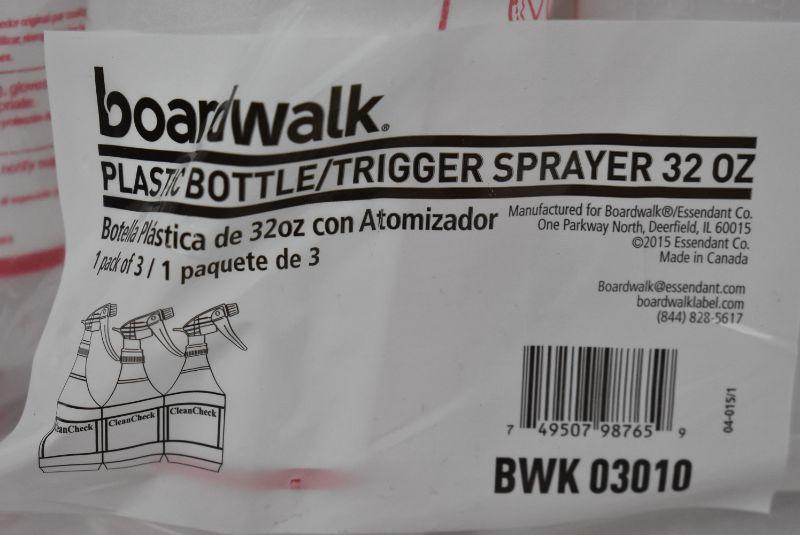 boardwalk®
PLASTIC BOTTLE/TRIGGER SPRAYER 32 OZ
Botella Plástica de 32oz con Atomizador
1 pack of 3 / 1 paquete de 3
Manufactured for Boardwalk®/Essendant Co.
One Parkway North, Deerfield, IL 60015
©2015 Essendant Co.
Made in Canada
Boardwalk@essendant.com
boardwalklabel.com
(844) 828-5617
anCheck CleanCheck CleanCheck
7 49507 98765 9
04-015/1
BWK 03010